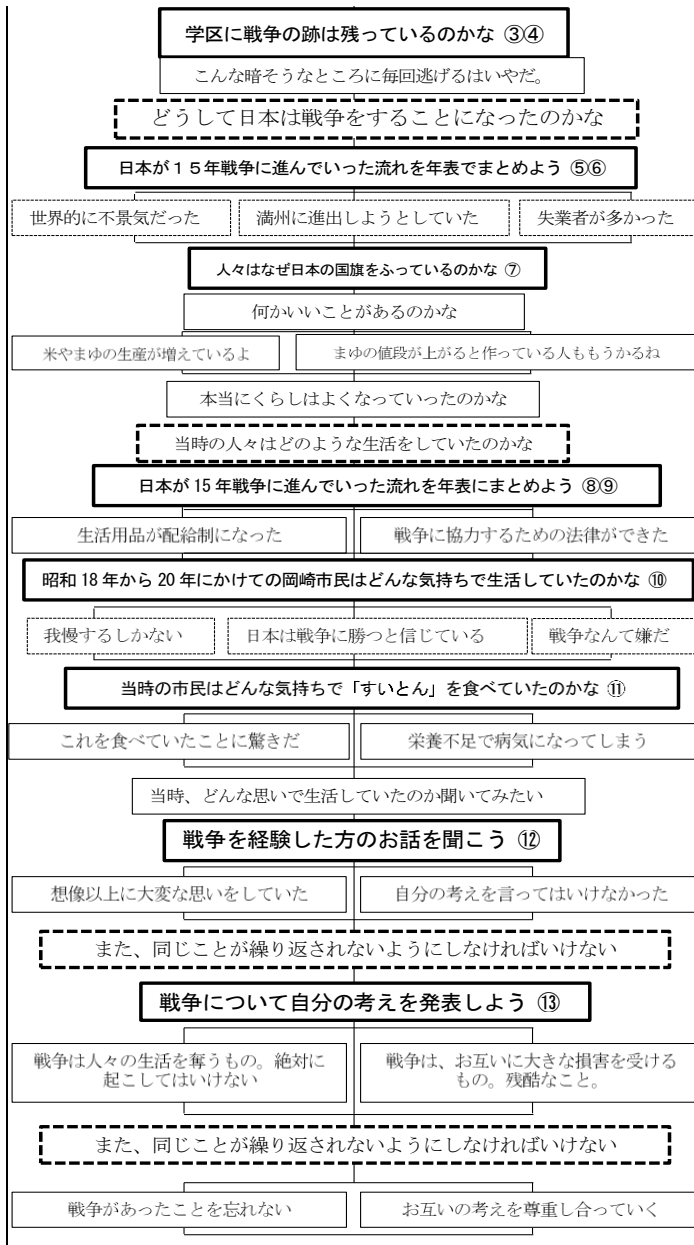 学区に戦争の跡は残っているのかな ③④
こんな暗そうなところに毎回逃げるはいやだ。
どうして日本は戦争をすることになったのかな
日本が１５年戦争に進んでいった流れを年表でまとめよう ⑤⑥
世界的に不景気だった
満州に進出しようとしていた
失業者が多かった
人々はなぜ日本の国旗をふっているのかな ⑦
何かいいことがあるのかな
米やまゆの生産が増えているよ
まゆの値段が上がると作っている人ももうかるね
本当にくらしはよくなっていったのかな
当時の人々はどのような生活をしていたのかな
日本が 15 年戦争に進んでいった流れを年表にまとめよう ⑧⑨
生活用品が配給制になった
戦争に協力するための法律ができた
昭和 18 年から 20 年にかけての岡崎市民はどんな気持ちで生活していたのかな ⑩
我慢するしかない
日本は戦争に勝つと信じている
戦争なんて嫌だ
当時の市民はどんな気持ちで「すいとん」を食べていたのかな ⑪
これを食べていたことに驚きだ
栄養不足で病気になってしまう
当時、どんな思いで生活していたのか聞いてみたい
戦争を経験した方のお話を聞こう ⑫
想像以上に大変な思いをしていた
自分の考えを言ってはいけなかった
また、同じことが繰り返されないようにしなければいけない
戦争について自分の考えを発表しよう ⑬
戦争は人々の生活を奪うもの。絶対に
起こしてはいけない
戦争は、お互いに大きな損害を受ける
もの。残酷なこと。
また、同じことが繰り返されないようにしなければいけない
戦争があったことを忘れない
お互いの考えを尊重し合っていく